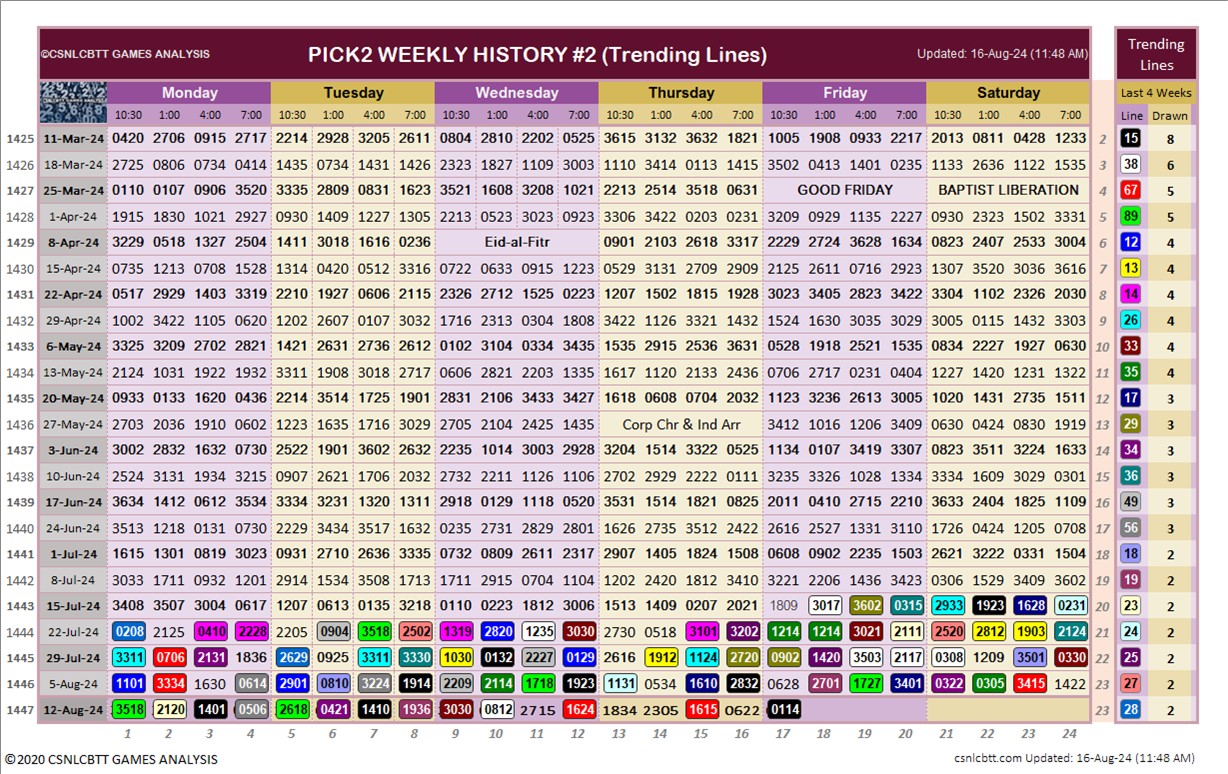 ©CSNLCBTT GAMES ANALYSIS PICK2 WEEKLY HISTORY #2 (Trending Lines) Updated: 16-Aug-24 (11:48 AM) Trending Lines
Monday Tuesday Wednesday Thursday Friday Saturday Last 4 Weeks
10:30 1:00 4:00 7:00 10:30 1:00 4:00 7:00 10:30 1:00 4:00 7:00 10:30 1:00 4:00 7:00 10:30 1:00 4:00 7:00 10:30 1:00 4:00 7:00 Line Drawn
1425 11-Mar-24 0420 2706 0915 2717 2214 2928 3205 2611 0804 2810 2202 0525 3615 3132 3632 1821 1005 1908 0933 2217 2013 0811 0428 1233 2 15 8
1426 18-Mar-24 2725 0806 0734 0414 1435 0734 1431 1425 2323 1827 1109 3003 1110 3414 0113 1415 3502 0413 1401 0235 1133 2636 1122 1535 3 38 6
1427 25-Mar-24 0110 0107 0906 3520 3335 2809 0831 1623 3521 1608 3208 1021 2213 2514 3518 0631 GOOD FRIDAY BAPTIST LIBERATION 4 67 5
1428 1-Apr-24 1915 1830 1021 2927 0930 1409 1227 1305 2213 0523 3023 0923 3306 3422 0203 0231 3209 0929 1135 2227 0930 2323 1502 3331 5 89 5
1429 8-Apr-24 3229 0518 1327 2504 1411 3018 1616 0236 Eid-al-Fitr 0901 2103 2618 3317 2229 2724 3628 1634 0823 2407 2533 3004 6 12 4
1430 15-Apr-24 0735 1213 0708 1528 1314 0420 0512 3316 0722 0633 0915 1223 0529 3131 2709 2909 2125 2611 0716 2923 1307 3520 3036 3616 7 13 4
1431 22-Apr-24 0517 2929 1403 3319 2210 1927 0606 2115 2326 2712 1525 0223 1207 1502 1815 1928 3023 3405 0223 3422 3304 1102 2326 2030 8 14 4
1432 29-Apr-24 1002 3422 1105 0620 1202 2607 0107 3032 1716 2313 0304 1808 3422 1126 0321 1432 1524 1630 3035 3029 3005 0115 1432 3303 9 26 4
1433 6-May-24 3325 3209 2702 2821 1421 2631 2736 2612 0102 3104 0334 3435 1535 2915 2536 3631 0528 1918 2521 1535 0834 2227 1927 0630 10 33 4
1434 13-May-24 2124 1031 1922 1932 3311 1908 3018 2717 0606 2821 2203 1335 1617 1120 2133 2436 0706 2717 0231 0404 1227 1420 1231 1322 11 35 4
1435 20-May-24 0933 0133 1620 0436 2214 3514 1725 1901 2831 2106 3433 3427 1618 0608 0704 2032 1123 3236 2613 3005 1020 1431 2735 1511 12 17 3
1436 27-May-24 2703 2036 1910 0602 1223 1635 1716 3029 2705 2104 2425 1435 Corp Chr & Ind Arr 3412 1016 1206 3409 0630 0424 0830 1919 13 29 3
1437 3-Jun-24 3002 2832 1632 0730 2522 1901 3602 2632 2235 1014 3003 2928 3204 1514 3322 0525 1134 0107 3419 3307 0823 3511 3224 1633 14 34 3
1438 10-Jun-24 2524 3131 1934 3215 0907 2621 1706 2033 2732 2211 1126 1106 2702 2929 2222 0111 3235 3326 1028 1334 3334 1609 3029 0301 15 36 3
1439 17-Jun-24 3634 1412 0612 3534 3334 3231 1320 1311 2918 0129 1118 0520 3531 1514 1821 0825 2011 0410 2715 2210 3633 2404 1825 1109 16 49 3
1440 24-Jun-24 3513 1218 0131 0730 2229 3434 3517 1632 0235 2731 2829 2801 1626 2735 3512 2422 2616 2527 1331 3110 1726 0424 1205 0708 17 56 3
1441 1-Jul-24 1615 1301 0819 3023 0931 2710 2636 3335 0732 0809 2611 2317 2907 1405 1824 1508 0608 0902 2235 1503 2621 3222 0331 1504 18 18 2
1442 8-Jul-24 3033 1711 0932 1201 2914 1534 3508 1713 1711 2915 0704 1104 1202 2420 1812 3410 3221 2206 1436 3423 0306 1529 3409 3602 19 19 2
1443 15-Jul-24 3408 3507 3004 0617 1207 0613 0135 3218 0110 0223 1812 3006 1513 1409 0207 2021 1809 3017 3602 0315 2933 1923 1628 0231 20 23 2
1444 22-Jul-24 0208 2125 0410 2228 2205 0904 3518 2502 1319 2820 1235 3030 2730 0518 3101 3202 1214 1214 3021 2111 2520 2812 1903 2124 21 24 2
1445 29-Jul-24 3311 0706 2131 1836 2629 0925 3311 3330 1030 0132 2227 0129 2616 1912 1124 2720 0902 1420 3503 2117 0308 1209 3501 0330 22 25 2
1446 5-Aug-24 1101 3334 1630 0614 2901 0810 3224 1914 2209 2114 1718 1923 1131 0534 1610 2832 0628 2701 1727 3401 0322 0305 3415 1422 23 27 2
1447 12-Aug-24 3518 2120 1401 0506 2618 0421 1410 1936 3030 0812 2715 1624 1834 2305 1615 0622 0114 23 28 2
1 2 3 4 5 6 7 8 9 10 11 12 13 14 15 16 17 18 19 20 21 22 23 24
©2020 CSNLCBTT GAMES ANALYSIS csnlcbtt.com Updated: 16-Aug-24 (11:48 AM)